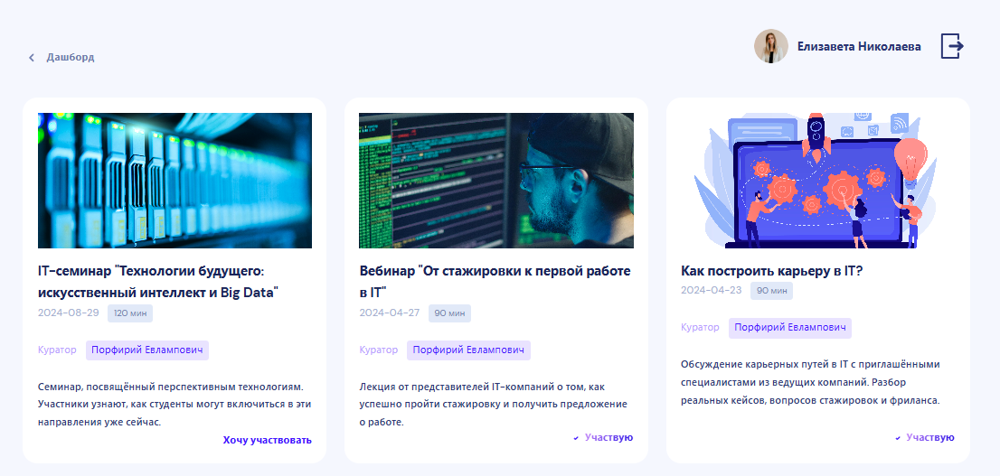 Дашборд
Елизавета Николаева
IT-семинар "Технологии будущего:
искусственный интеллект и Big Data"
2024-08-29 120 мин
Куратор Порфирий Евлампович
Семинар, посвящённый перспективным технологиям.
Участники узнают, как студенты могут включиться в эти
направления уже сейчас.
Хочу участвовать
Вебинар "От стажировки к первой работе
в IT"
2024-04-27 90 мин
Куратор Порфирий Евлампович
Лекция от представителей IT-компаний о том, как
успешно пройти стажировку и получить предложение
о работе.
Участвую
Как построить карьеру в IT?
2024-04-23 90 мин
Куратор Порфирий Евлампович
Обсуждение карьерных путей в IT с приглашёнными
специалистами из ведущих компаний. Разбор
реальных кейсов, вопросов стажировок и фриланса.
Участвую